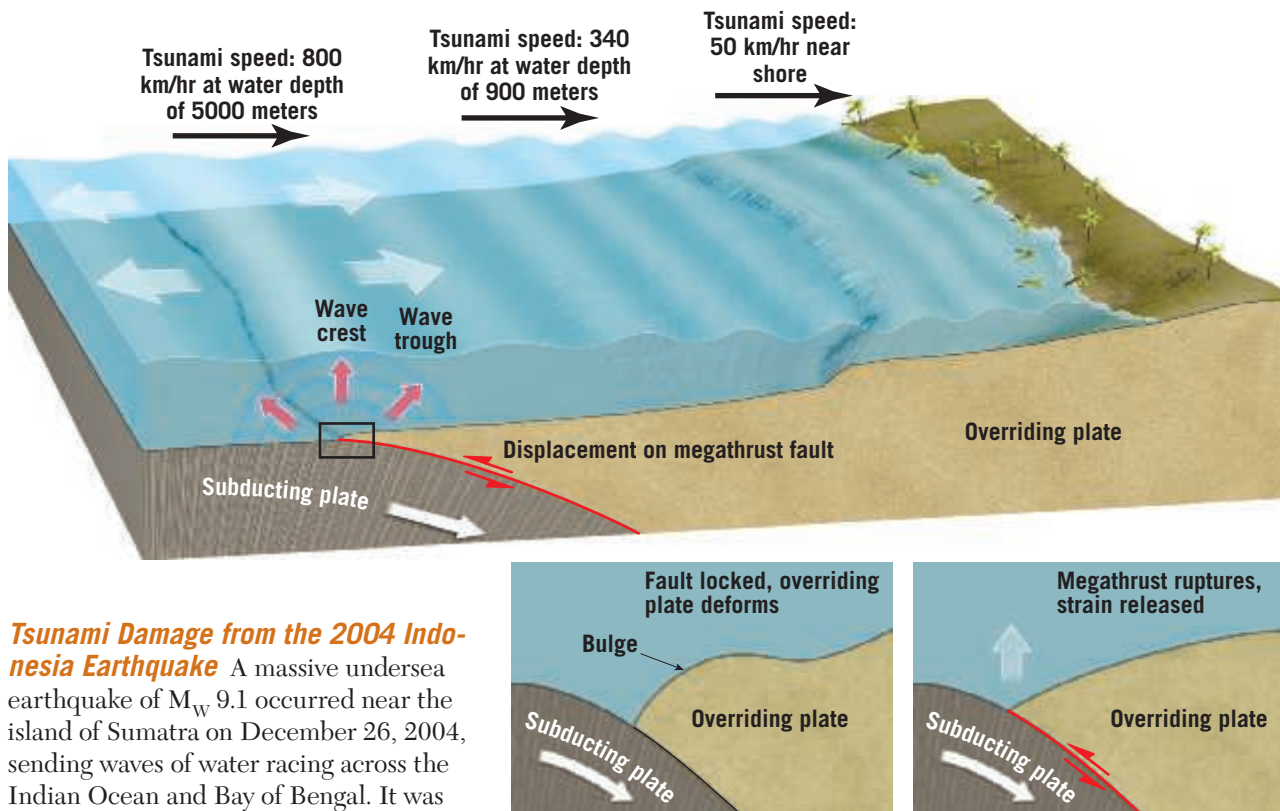 Tsunami speed: 800
km/hr at water depth
of 5000 meters
Tsunami speed: 340
km/hr at water depth
of 900 meters
Tsunami speed:
50 km/hr near
shore
Wave
crest
Wave
trough
Displacement on megathrust fault
Overriding plate
Subducting plate
Tsunami Damage from the 2004 Indo-
nesia Earthquake A massive undersea
earthquake of MW 9.1 occurred near the
island of Sumatra on December 26, 2004,
sending waves of water racing across the
Indian Ocean and Bay of Bengal. It was
Fault locked, overriding
plate deforms
Bulge
Overriding plate
Subducting plate
Megathrust ruptures,
strain released
Overriding plate
Subducting plate